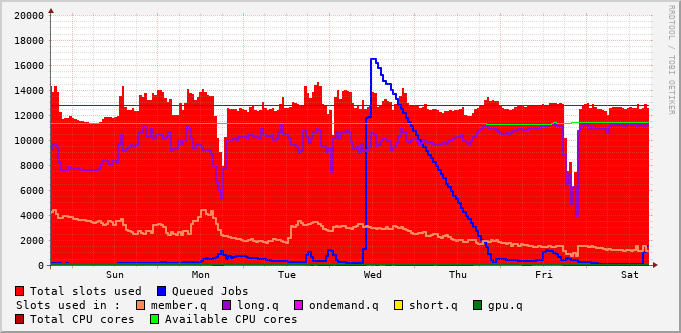 20000
18000
16000
14000
12000
10000
8000
6000
4000
2000
0
Sun Mon Tue Wed Thu Fri Sat
RRDTOOL / TOBI OETIKER
Total slots used Queued Jobs
Slots used in : member.q long.q ondemand.q short.q gpu.q
Total CPU cores Available CPU cores